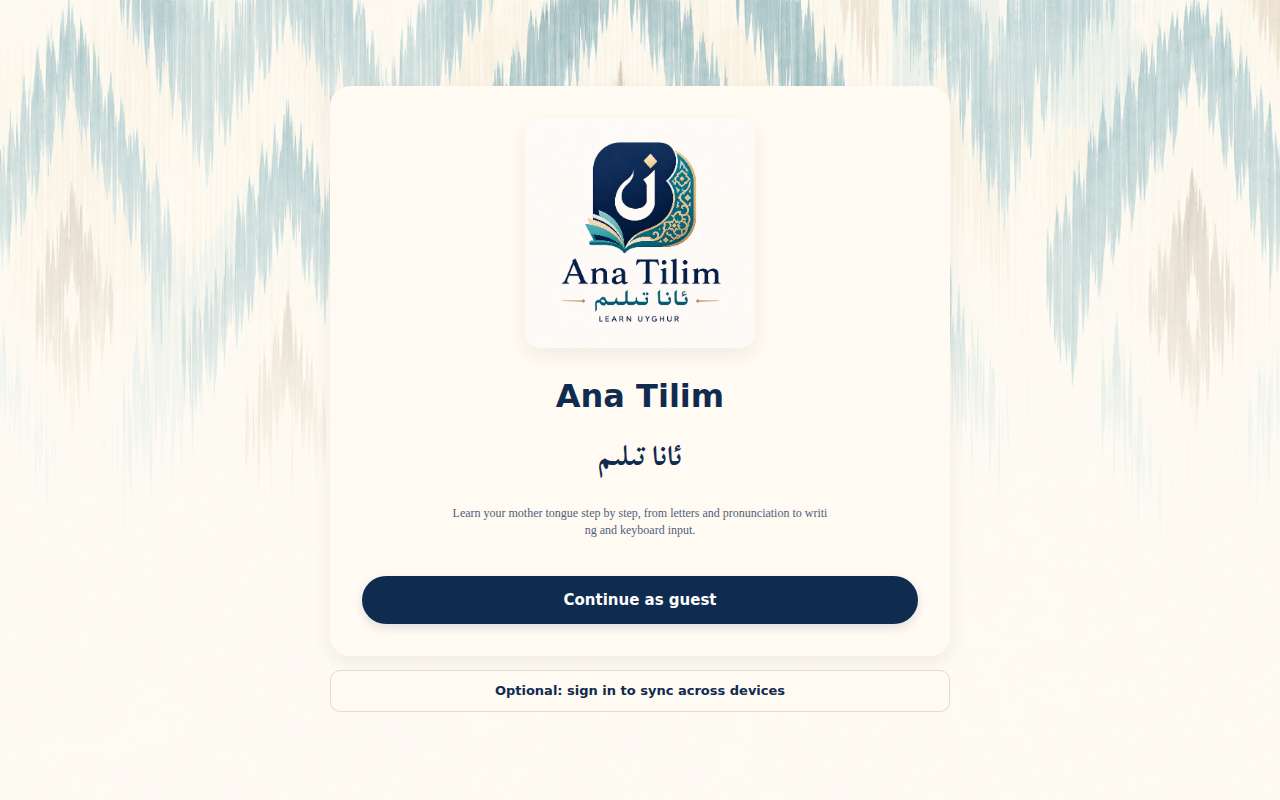 Ana Tilim
ئانا تىلىم
LEARN UYGHUR
Ana Tilim
ئانا تىلىم
Learn your mother tongue step by step, from letters and pronunciation to writi
ng and keyboard input.
Continue as guest
Optional: sign in to sync across devices